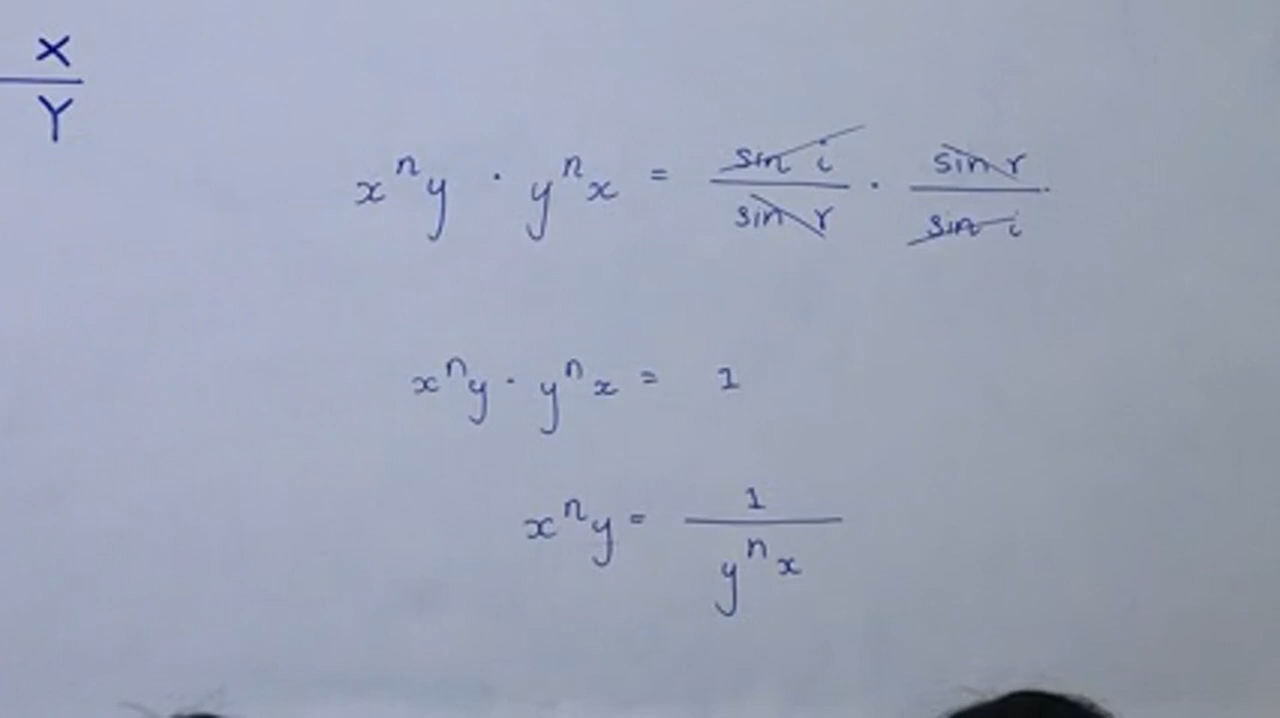 X
Y
xⁿy · yⁿx = sin i / sin r · sin r / sin i
xⁿy · yⁿx = 1
xⁿy = 1 / yⁿx